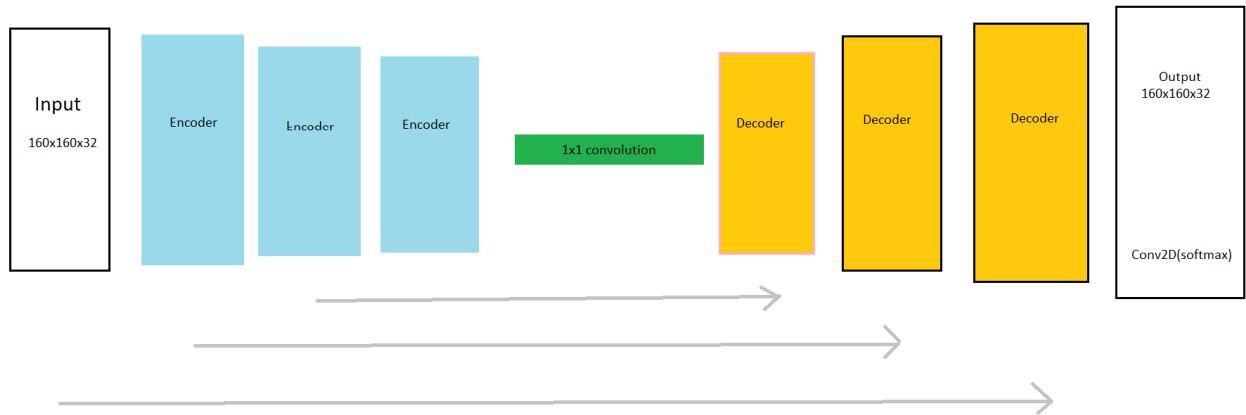 Input
160x160x32
Encoder
Encoder
Encoder
1x1 convolution
Decoder
Decoder
Decoder
Output
160x160x32
Conv2D(softmax)